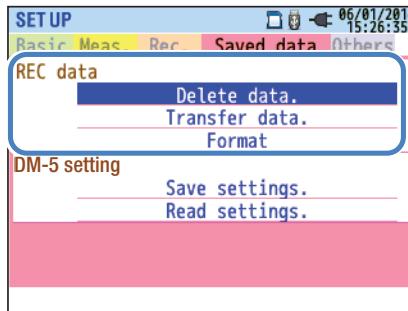 SET UP 06/01/201
15:26:35
Basic Meas. Rec. Saved data Others
REC data
Delete data.
Transfer data.
Format
DM-5 setting
Save settings.
Read settings.